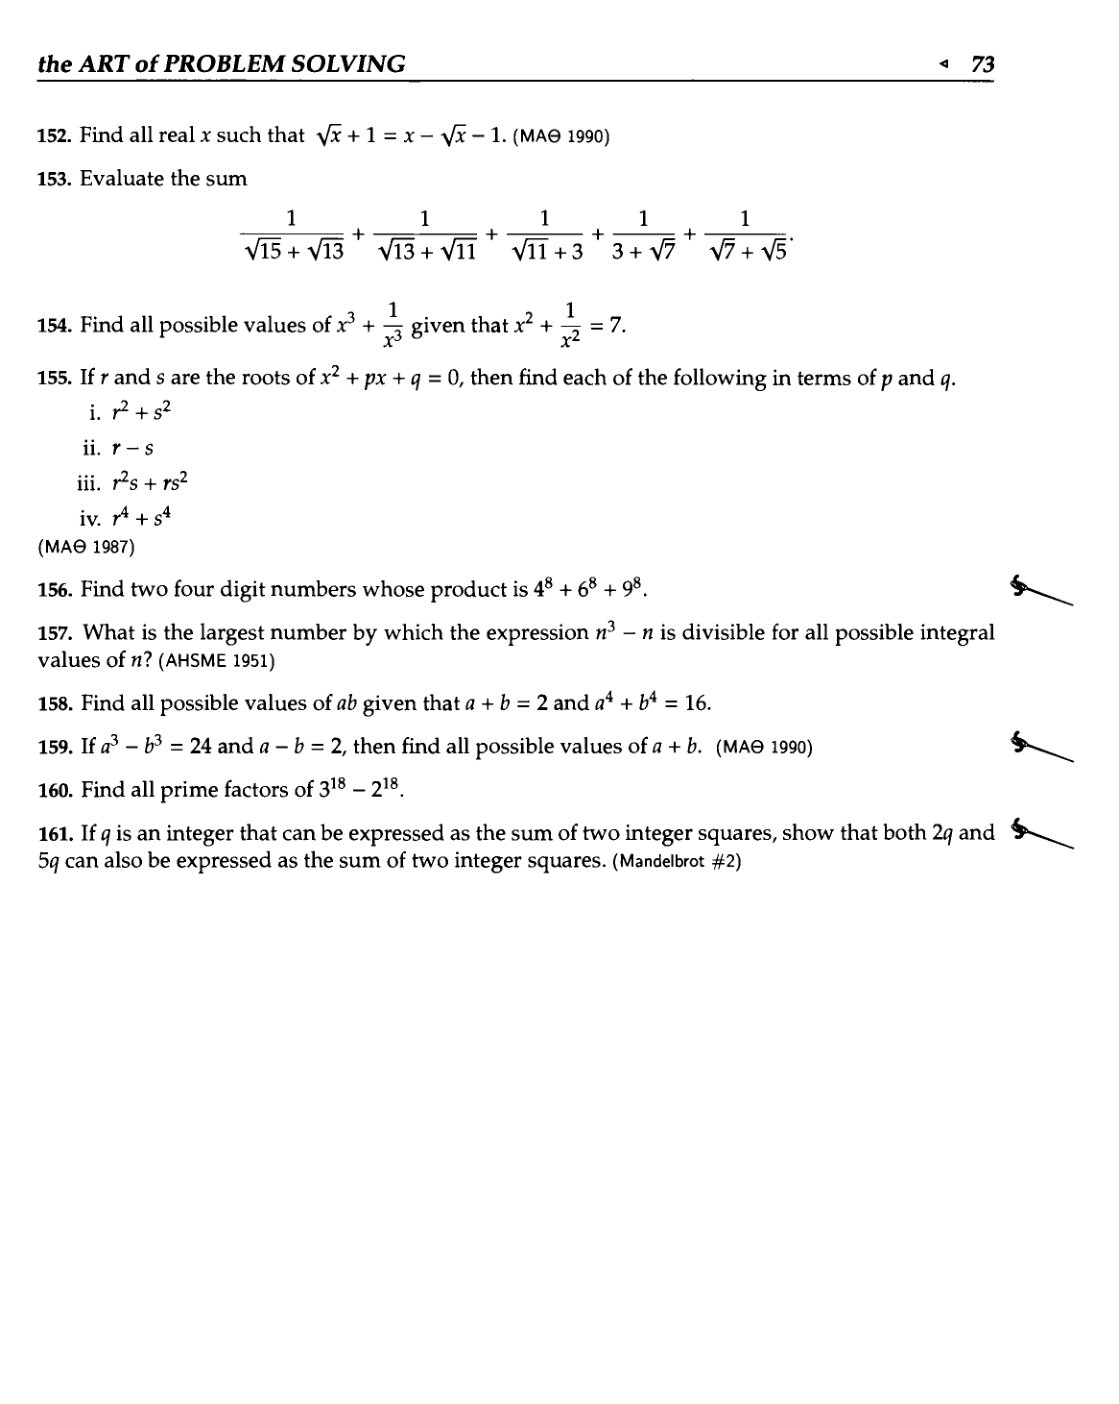 the ART of PROBLEM SOLVING ◃ 73
152. Find all real x such that √x + 1 = x − √x − 1. (MAΘ 1990)
153. Evaluate the sum
1/(√15 + √13) + 1/(√13 + √11) + 1/(√11 + 3) + 1/(3 + √7) + 1/(√7 + √5).
154. Find all possible values of x³ + 1/x³ given that x² + 1/x² = 7.
155. If r and s are the roots of x² + px + q = 0, then find each of the following in terms of p and q.
i. r² + s²
ii. r − s
iii. r²s + rs²
iv. r⁴ + s⁴
(MAΘ 1987)
156. Find two four digit numbers whose product is 4⁸ + 6⁸ + 9⁸.
157. What is the largest number by which the expression n³ − n is divisible for all possible integral
values of n? (AHSME 1951)
158. Find all possible values of ab given that a + b = 2 and a⁴ + b⁴ = 16.
159. If a³ − b³ = 24 and a − b = 2, then find all possible values of a + b. (MAΘ 1990)
160. Find all prime factors of 3¹⁸ − 2¹⁸.
161. If q is an integer that can be expressed as the sum of two integer squares, show that both 2q and
5q can also be expressed as the sum of two integer squares. (Mandelbrot #2)